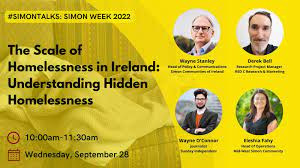 #SIMONTALKS: SIMON WEEK 2022
The Scale of
Homelessness in Ireland:
Understanding Hidden
Homelessness
10:00am-11:30am
Wednesday, September 28
Wayne Stanley
Head of Policy & Communications
Simon Communities of Ireland
Derek Bell
Research Project Manager
RED C Research & Marketing
Wayne O'Connor
Journalist
Sunday Independent
Eleshia Fahy
Head of Operations
Mid-West Simon Community